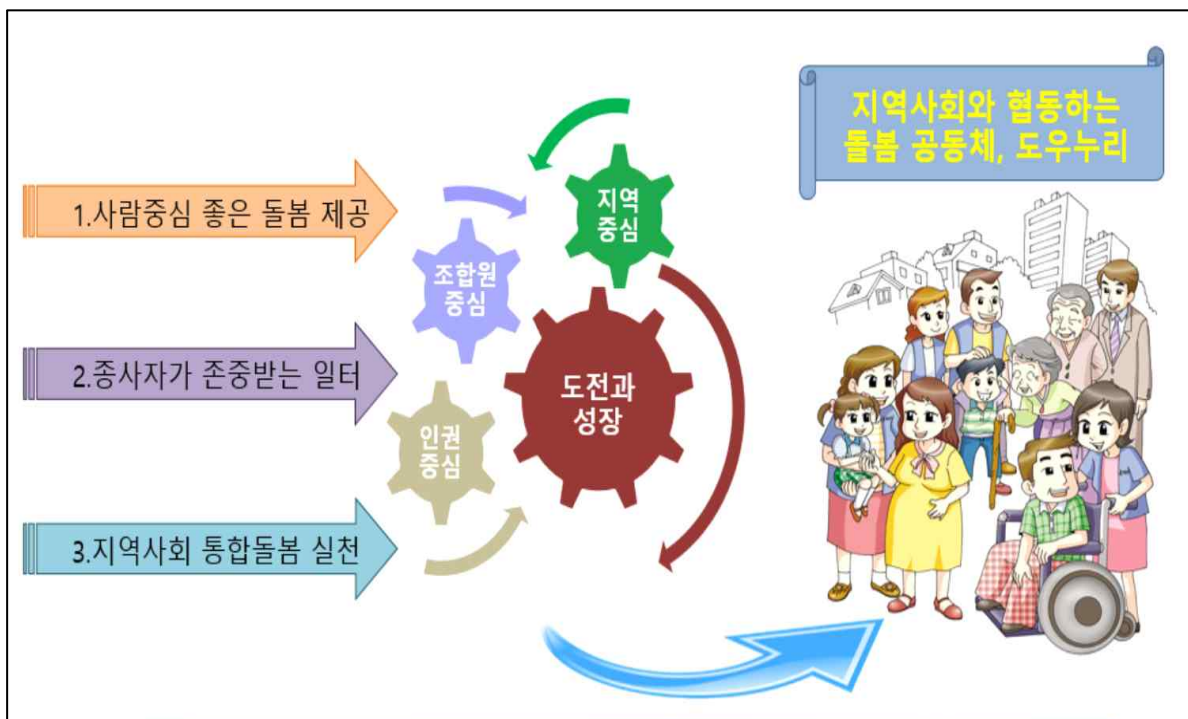 지역사회와 협동하는
돌봄 공동체, 도우누리
1.사람중심 좋은 돌봄 제공
2.종사자가 존중받는 일터
3.지역사회 통합돌봄 실천
지역
중심
조합원
중심
도전과
성장
인권
중심